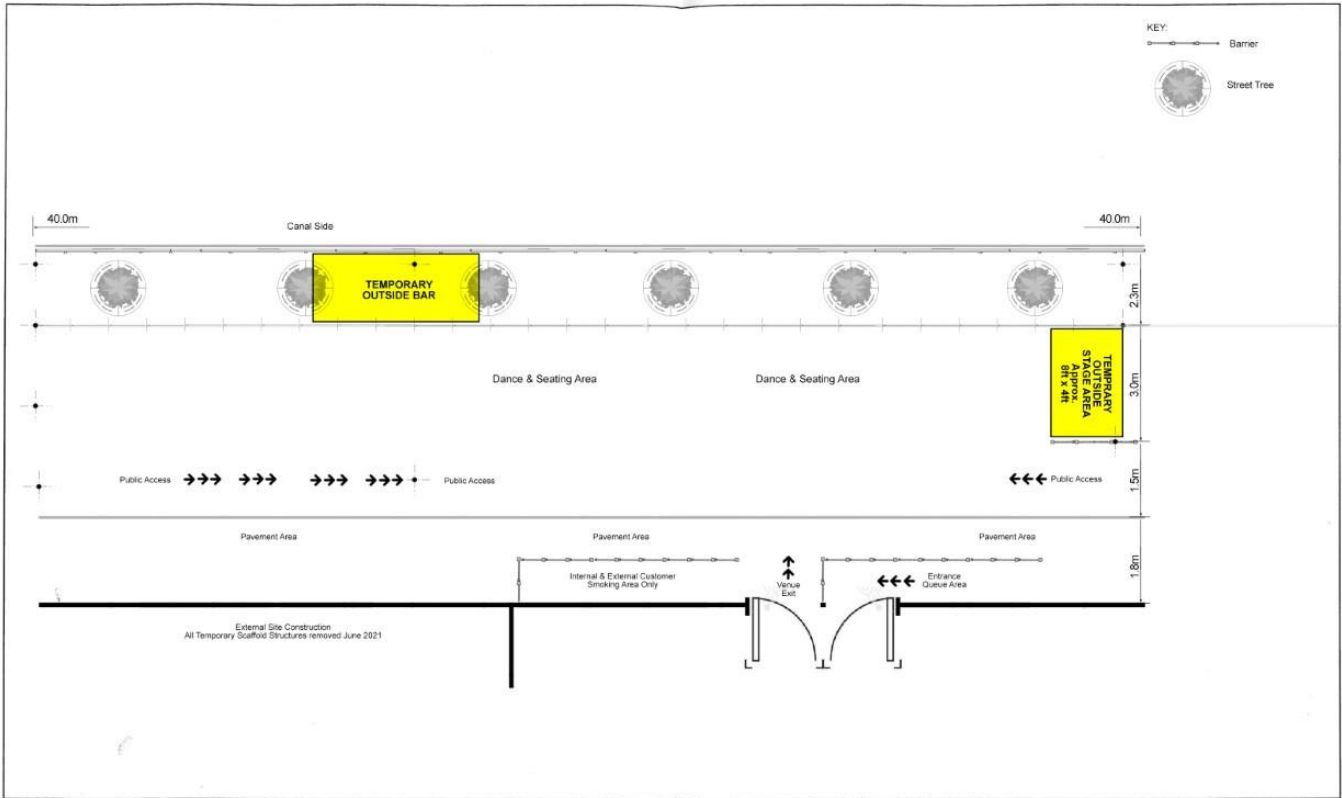 KEY:
Barrier
Street Tree
40.0m
40.0m
Canal Side
TEMPORARY
OUTSIDE BAR
2.3m
TEMPRARY
OUTSIDE
STAGE AREA
Approx.
8ft x 4ft
3.0m
Dance & Seating Area
Dance & Seating Area
Public Access
Public Access
Public Access
1.5m
Pavement Area
Pavement Area
Pavement Area
1.8m
Internal & External Customer
Smoking Area Only
Venue
Exit
Entrance
Queue Area
External Site Construction
All Temporary Scaffold Structures removed June 2021